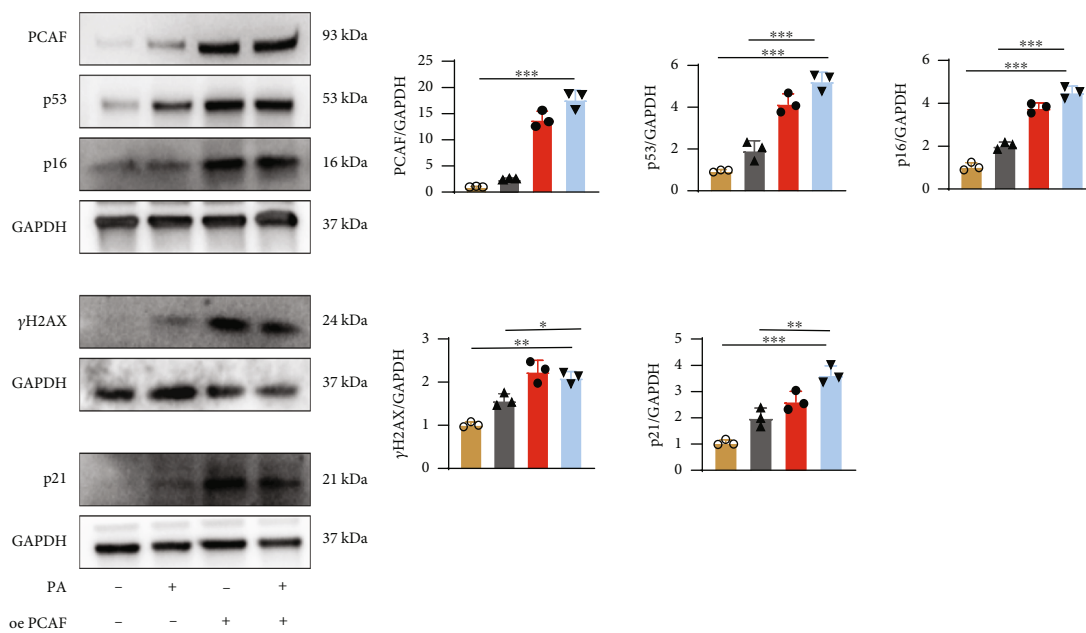 PCAF 93 kDa
p53 53 kDa
p16 16 kDa
GAPDH 37 kDa
γH2AX 24 kDa
GAPDH 37 kDa
p21 21 kDa
GAPDH 37 kDa
PA – + – +
oe PCAF – – + +
***
PCAF/GAPDH
25
20
15
10
5
0
***
***
p53/GAPDH
6
4
2
0
***
***
p16/GAPDH
6
4
2
0
*
**
γH2AX/GAPDH
3
2
1
0
**
***
p21/GAPDH
5
4
3
2
1
0